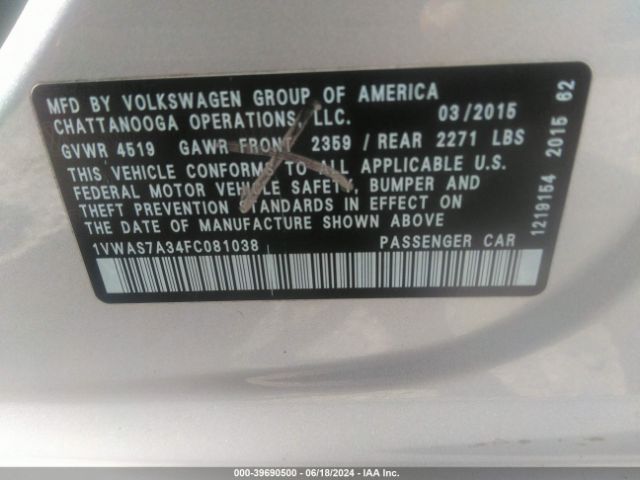 MFD BY VOLKSWAGEN GROUP OF AMERICA
CHATTANOOGA OPERATIONS, LLC. 03/2015
GVWR 4519 GAWR FRONT 2359 / REAR 2271 LBS
THIS VEHICLE CONFORMS TO ALL APPLICABLE U.S.
FEDERAL MOTOR VEHICLE SAFETY, BUMPER AND
THEFT PREVENTION STANDARDS IN EFFECT ON
DATE OF MANUFACTURE SHOWN ABOVE
1VWAS7A34FC081038 PASSENGER CAR
1219154 2015 62
000-39690500 - 06/18/2024 - IAA Inc.